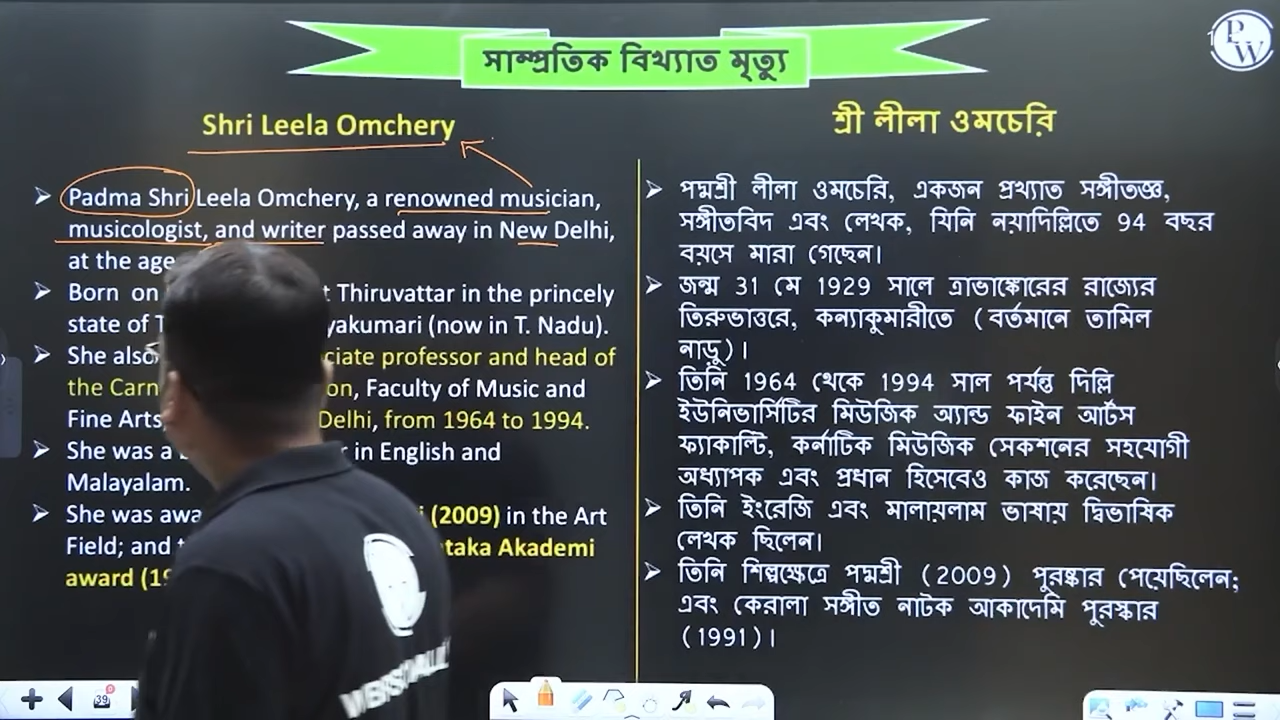 সাম্প্রতিক বিখ্যাত মৃত্যু
PW
Shri Leela Omchery
Padma Shri Leela Omchery, a renowned musician,
musicologist, and writer passed away in New Delhi,
at the age
Born on
Thiruvattar in the princely
state of
yakumari (now in T. Nadu).
She also
ciate professor and head of
the Carn
on, Faculty of Music and
Fine Arts,
Delhi, from 1964 to 1994.
She was a
r in English and
Malayalam.
She was awa
i (2009) in the Art
Field; and
taka Akademi
award (19
শ্রী লীলা ওমচেরি
পদ্মশ্রী লীলা ওমচেরি, একজন প্রখ্যাত সঙ্গীতজ্ঞ,
সঙ্গীতবিদ এবং লেখক, যিনি নয়াদিল্লিতে 94 বছর
বয়সে মারা গেছেন।
জন্ম 31 মে 1929 সালে ত্রাভাঙ্কোরের রাজ্যের
তিরুভাত্তরে, কন্যাকুমারীতে (বর্তমানে তামিল
নাড়ু)।
তিনি 1964 থেকে 1994 সাল পর্যন্ত দিল্লি
ইউনিভার্সিটির মিউজিক অ্যান্ড ফাইন আর্টস
ফ্যাকাল্টি, কর্নাটিক মিউজিক সেকশনের সহযোগী
অধ্যাপক এবং প্রধান হিসেবেও কাজ করেছেন।
তিনি ইংরেজি এবং মালায়লাম ভাষায় দ্বিভাষিক
লেখক ছিলেন।
তিনি শিল্পক্ষেত্রে পদ্মশ্রী (2009) পুরষ্কার পেয়েছিলেন;
এবং কেরালা সঙ্গীত নাটক আকাদেমি পুরস্কার
(1991)।
39